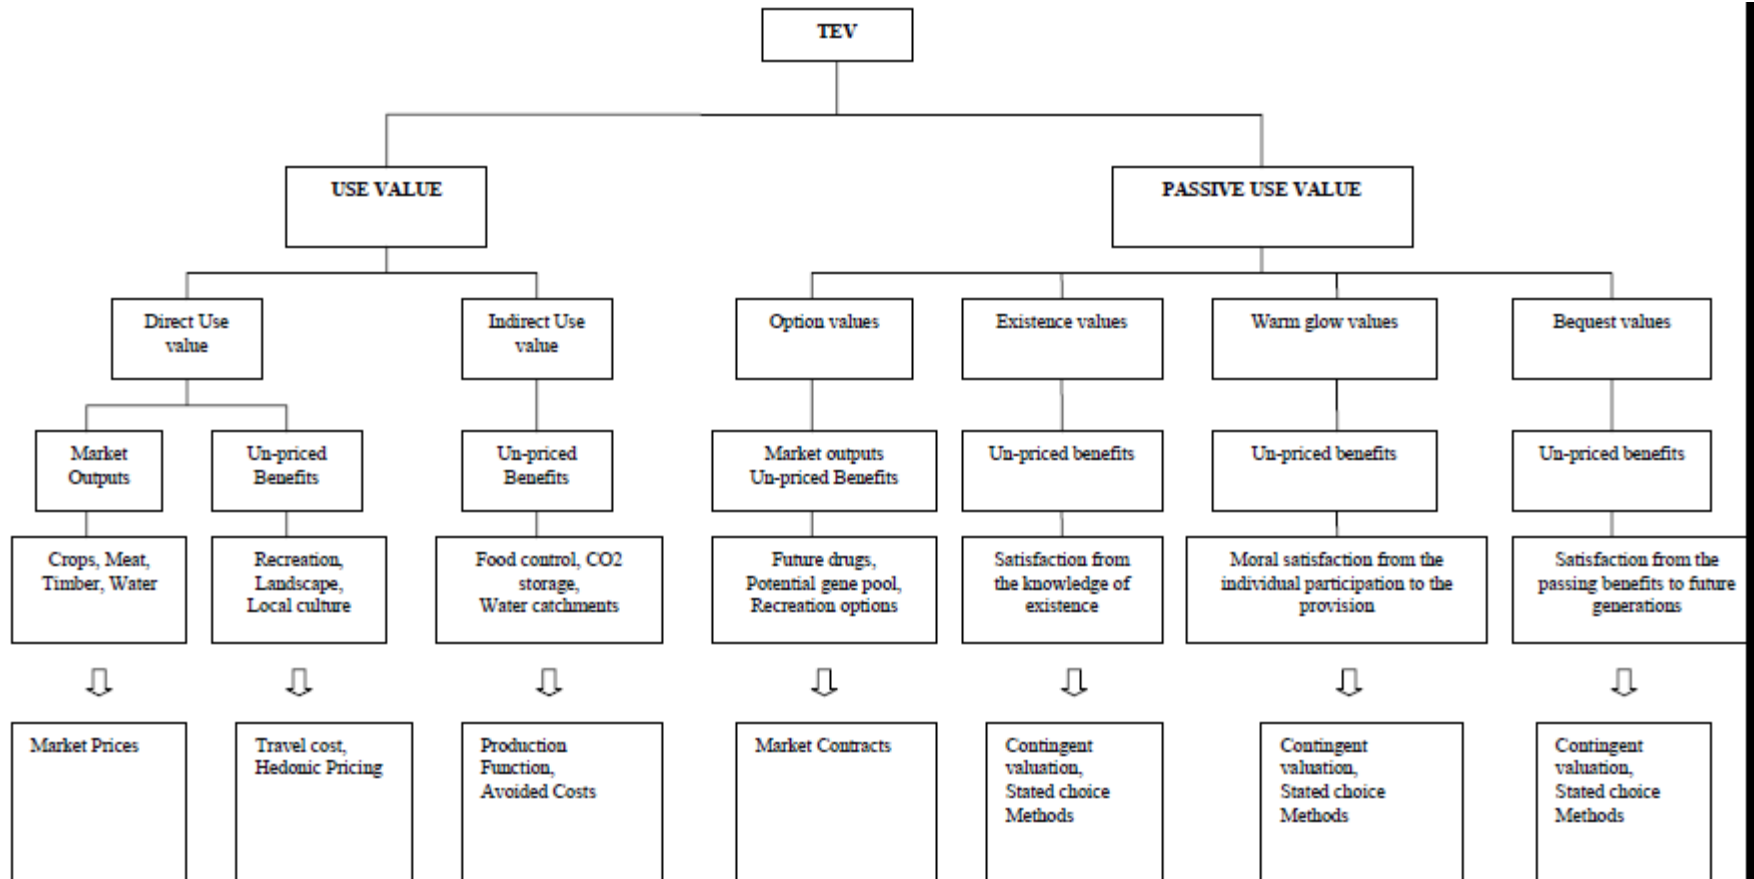 TEV
USE VALUE
PASSIVE USE VALUE
Direct Use
value
Indirect Use
value
Option values
Existence values
Warm glow values
Bequest values
Market
Outputs
Un-priced
Benefits
Un-priced
Benefits
Market outputs
Un-priced Benefits
Un-priced benefits
Un-priced benefits
Un-priced benefits
Crops, Meat,
Timber, Water
Recreation,
Landscape,
Local culture
Food control, CO2
storage,
Water catchments
Future drugs,
Potential gene pool,
Recreation options
Satisfaction from
the knowledge of
existence
Moral satisfaction from the
individual participation to the
provision
Satisfaction from the
passing benefits to future
generations
Market Prices
Travel cost,
Hedonic Pricing
Production
Function,
Avoided Costs
Market Contracts
Contingent
valuation,
Stated choice
Methods
Contingent
valuation,
Stated choice
Methods
Contingent
valuation,
Stated choice
Methods